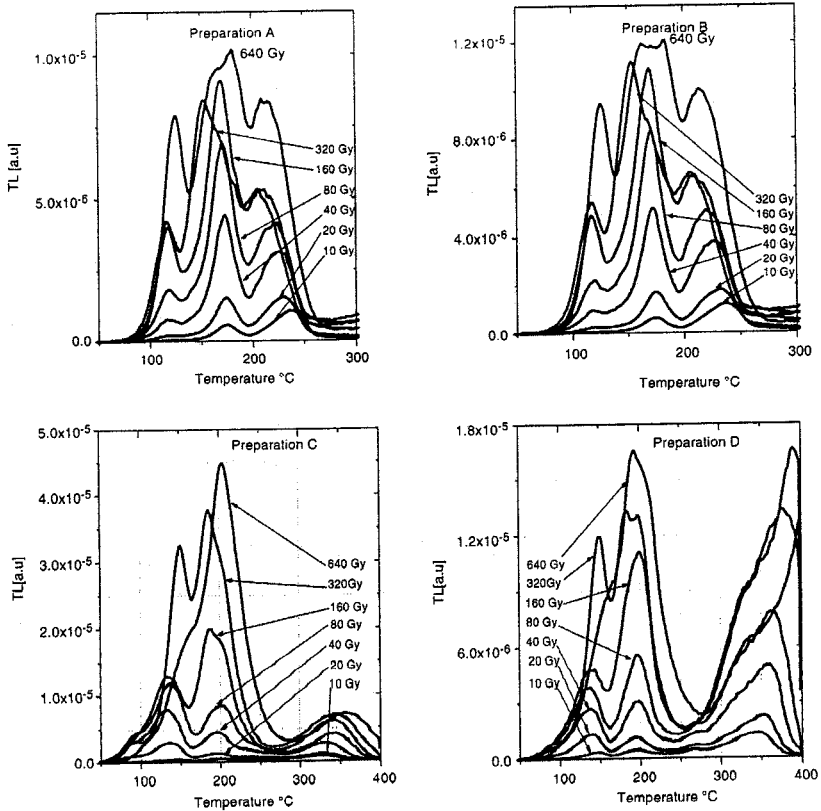 Preparation A
640 Gy
1.0x10-5
320 Gy
160 Gy
80 Gy
40 Gy
20 Gy
10 Gy
5.0x10-6
0.0
TL [a.u]
100
200
300
Temperature °C
Preparation B
640 Gy
1.2x10-5
8.0x10-6
320 Gy
160 Gy
80 Gy
40 Gy
20 Gy
10 Gy
4.0x10-6
0.0
TL [a.u]
100
200
300
Temperature °C
Preparation C
5.0x10-5
4.0x10-5
3.0x10-5
2.0x10-5
1.0x10-5
0.0
640 Gy
320Gy
160 Gy
80 Gy
40 Gy
20 Gy
10 Gy
TL[a.u]
100
200
300
400
Temperature °C
Preparation D
1.8x10-5
1.2x10-5
6.0x10-6
0.0
640 Gy
320Gy
160 Gy
80 Gy
40 Gy
20 Gy
10 Gy
TL[a.u]
100
200
300
400
Temperature °C